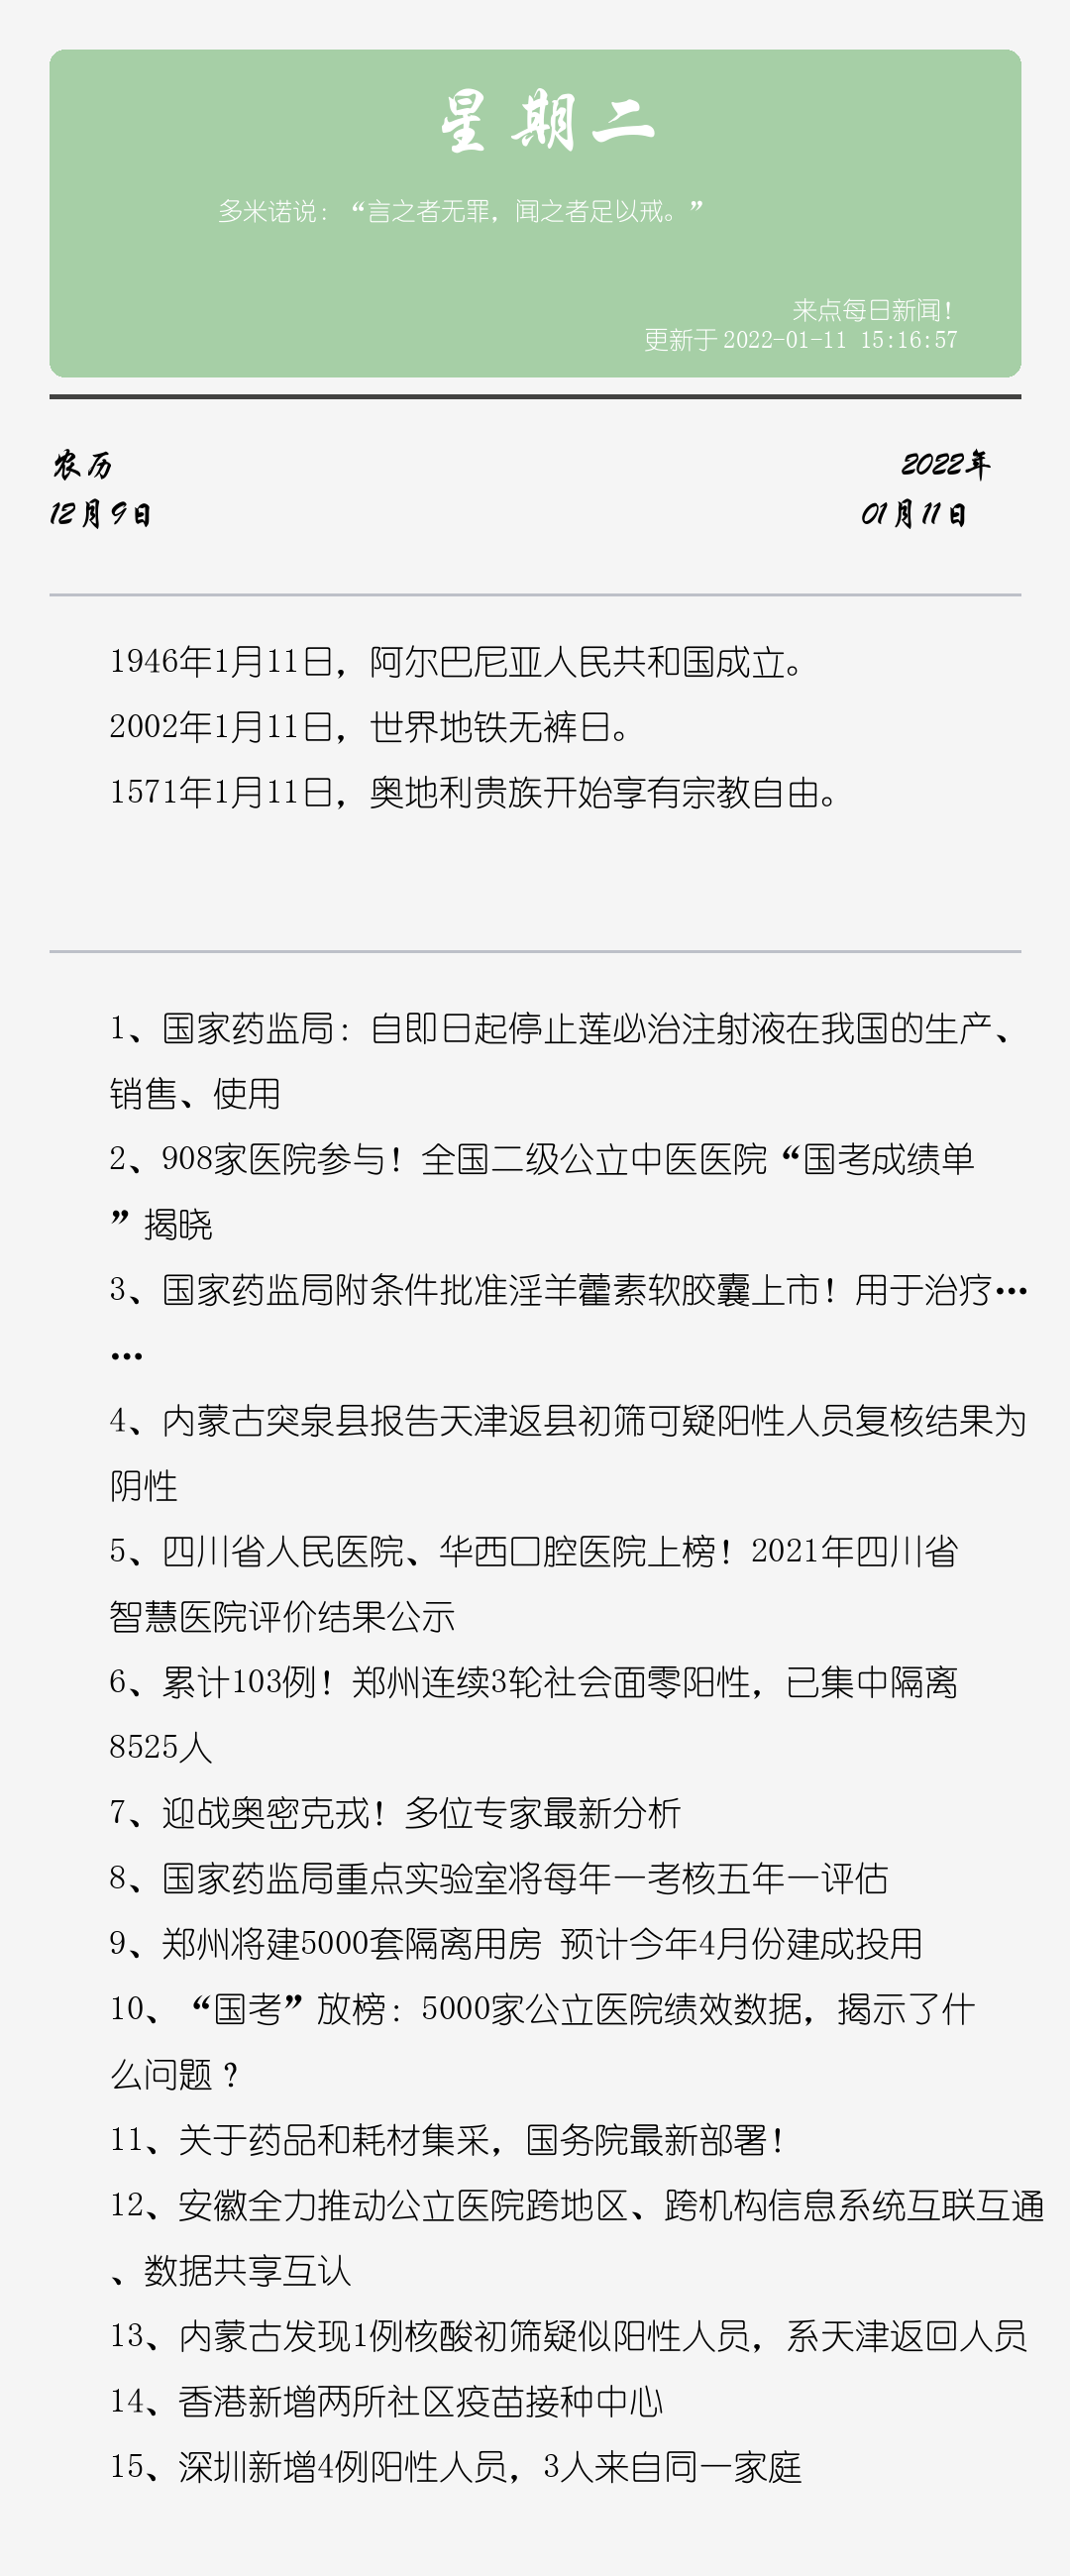 星期二
多米诺说：“言之者无罪，闻之者足以戒。”
来点每日新闻！
更新于 2022-01-11 15:16:57
农历
2022年
12月9日
01月11日
1946年1月11日，阿尔巴尼亚人民共和国成立。
2002年1月11日，世界地铁无裤日。
1571年1月11日，奥地利贵族开始享有宗教自由。
1、国家药监局：自即日起停止莲必治注射液在我国的生产、
销售、使用
2、908家医院参与！全国二级公立中医医院“国考成绩单
”揭晓
3、国家药监局附条件批准淫羊藿素软胶囊上市！用于治疗…
…
4、内蒙古突泉县报告天津返县初筛可疑阳性人员复核结果为
阴性
5、四川省人民医院、华西口腔医院上榜！2021年四川省
智慧医院评价结果公示
6、累计103例！郑州连续3轮社会面零阳性，已集中隔离
8525人
7、迎战奥密克戎！多位专家最新分析
8、国家药监局重点实验室将每年一考核五年一评估
9、郑州将建5000套隔离用房 预计今年4月份建成投用
10、“国考”放榜：5000家公立医院绩效数据，揭示了什
么问题？
11、关于药品和耗材集采，国务院最新部署！
12、安徽全力推动公立医院跨地区、跨机构信息系统互联互通
、数据共享互认
13、内蒙古发现1例核酸初筛疑似阳性人员，系天津返回人员
14、香港新增两所社区疫苗接种中心
15、深圳新增4例阳性人员，3人来自同一家庭